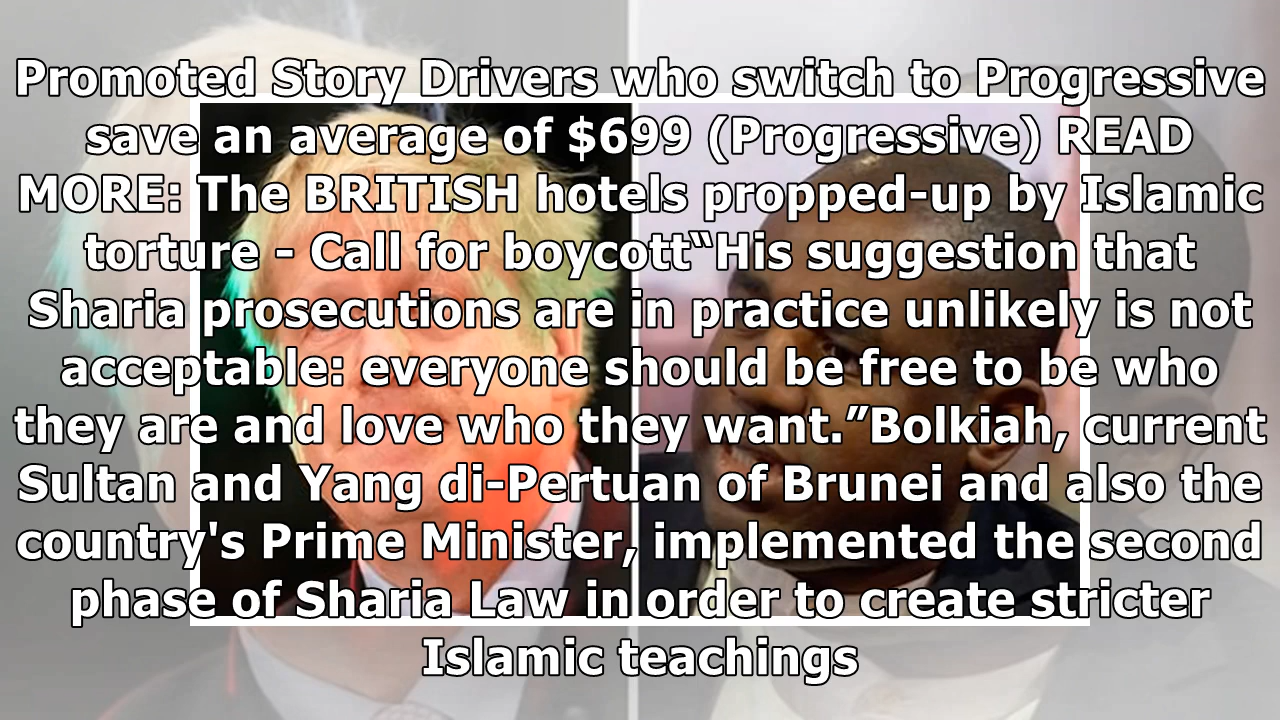 Promoted Story Drivers who switch to Progressive
save an average of $699 (Progressive) READ
MORE: The BRITISH hotels propped-up by Islamic
torture - Call for boycott“His suggestion that
Sharia prosecutions are in practice unlikely is not
acceptable: everyone should be free to be who
they are and love who they want.”Bolkiah, current
Sultan and Yang di-Pertuan of Brunei and also the
country's Prime Minister, implemented the second
phase of Sharia Law in order to create stricter
Islamic teachings